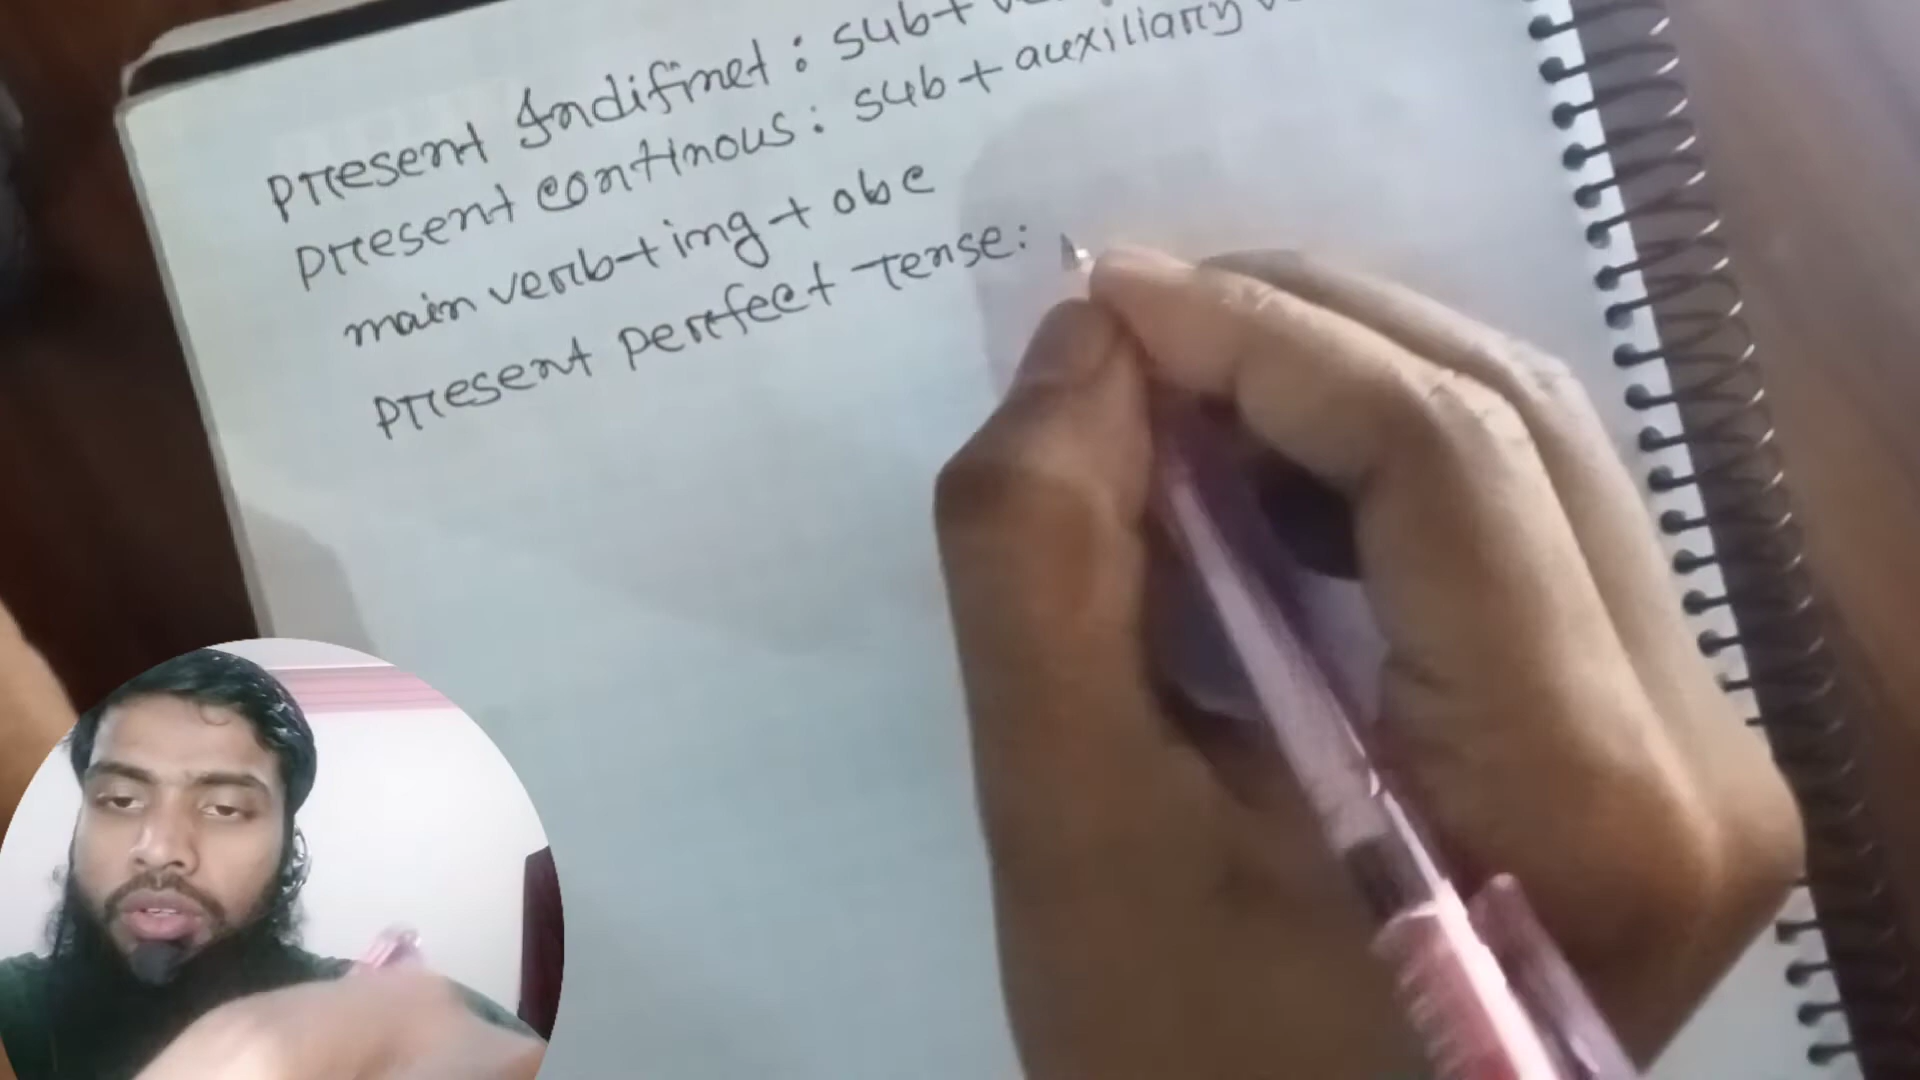 Present Indifinet : sub +
Present continous : sub + auxiliary
main verb + ing + obe
Present perfect Tense :